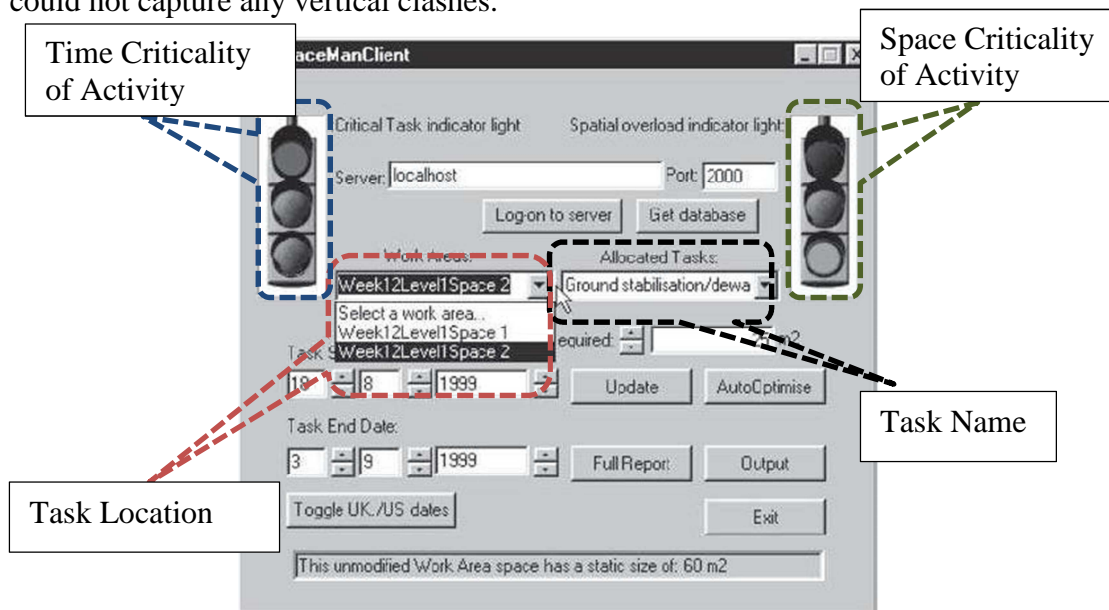 could not capture any vertical clashes.
Time Criticality
of Activity
Space Criticality
of Activity
aceManClient
Critical Task indicator light
Spatial overload indicator light:
Server: localhost
Port: 2000
Log-on to server
Get database
Work Areas:
Allocated Tasks:
Week12Level1Space 2
Ground stabilisation/dewa
Select a work area...
Week12Level1Space 1
Week12Level1Space 2
equired:
m2
Task S
8
1999
Update
AutoOptimise
Task End Date:
3
9
1999
Full Report
Output
Task Name
Task Location
Toggle UK./US dates
Exit
This unmodified Work Area space has a static size of: 60 m2